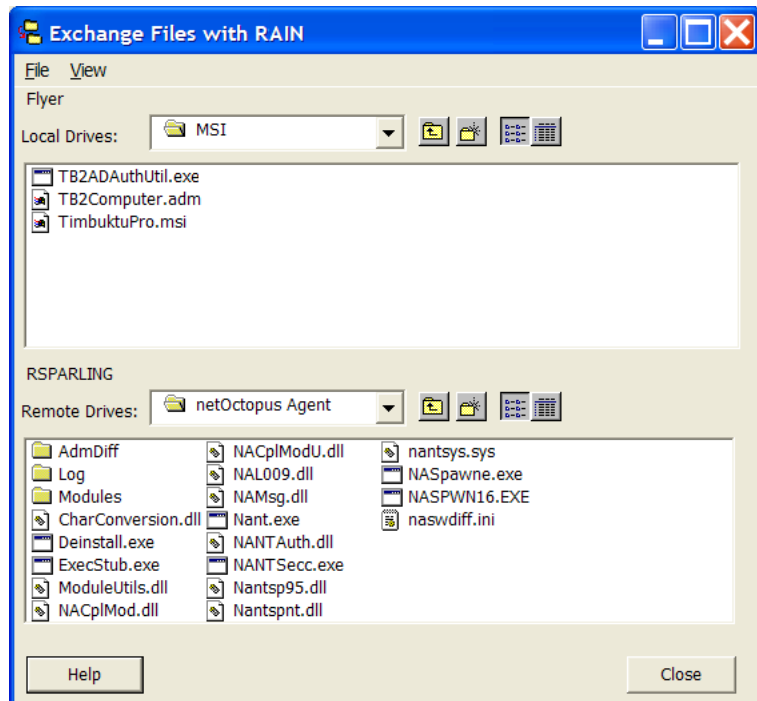 Exchange Files with RAIN
File View
Flyer
Local Drives: MSI
TB2ADAuthUtil.exe
TB2Computer.adm
TimbuktuPro.msi
RSPARLING
Remote Drives: netOctopus Agent
AdmDiff NACplModU.dll nantsys.sys
Log NAL009.dll NASpawne.exe
Modules NAMsg.dll NASPWN16.EXE
CharConversion.dll Nant.exe naswdiff.ini
Deinstall.exe NANTAuth.dll
ExecStub.exe NANTSecc.exe
ModuleUtils.dll Nantsp95.dll
NACplMod.dll Nantspnt.dll
Help Close